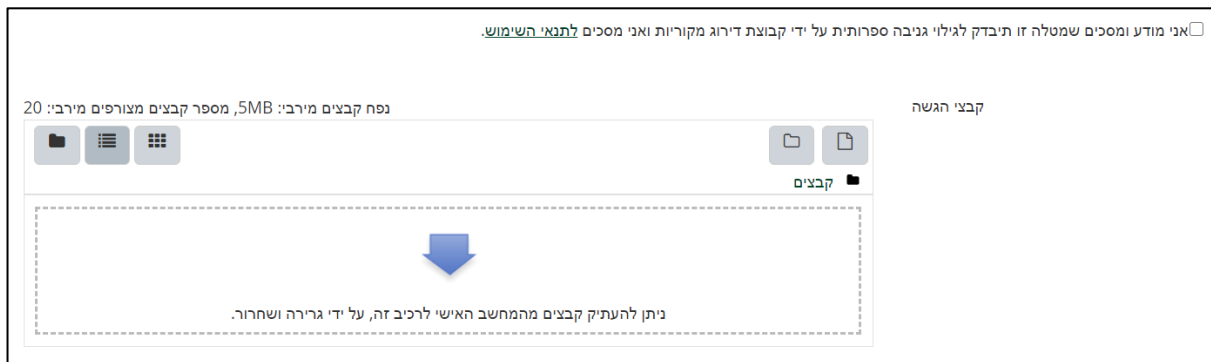 אני מודע ומסכים שמטלה זו תיבדק לגילוי גניבה ספרותית על ידי קבוצת דירוג מקוריות ואני מסכים לתנאי השימוש.
קבצי הגשה
נפח קבצים מירבי: 5MB, מספר קבצים מצורפים מירבי: 20
קבצים
ניתן להעתיק קבצים מהמחשב האישי לרכיב זה, על ידי גרירה ושחרור.